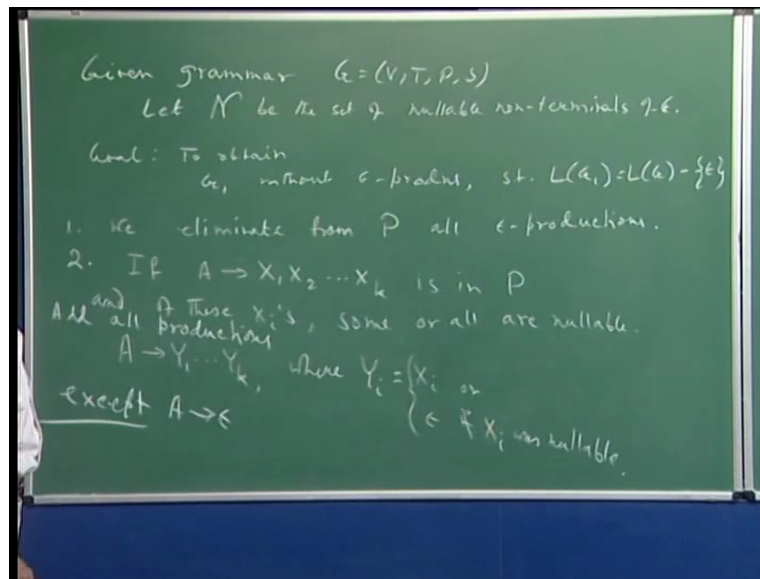 Given grammar G = (V, T, P, S)
Let N be the set of nullable non-terminals of G.
Goal: To obtain
G₁ without ε-prodns, st. L(G₁) = L(G) - {ε}
1. We eliminate from P all ε-productions.
2. If A → X₁ X₂ ... Xₖ is in P
and of these Xᵢ's, some or all are nullable.
Add all productions
A → Y₁ ... Yₖ, where Yᵢ = { Xᵢ or
ε if Xᵢ was nullable.
except A → ε